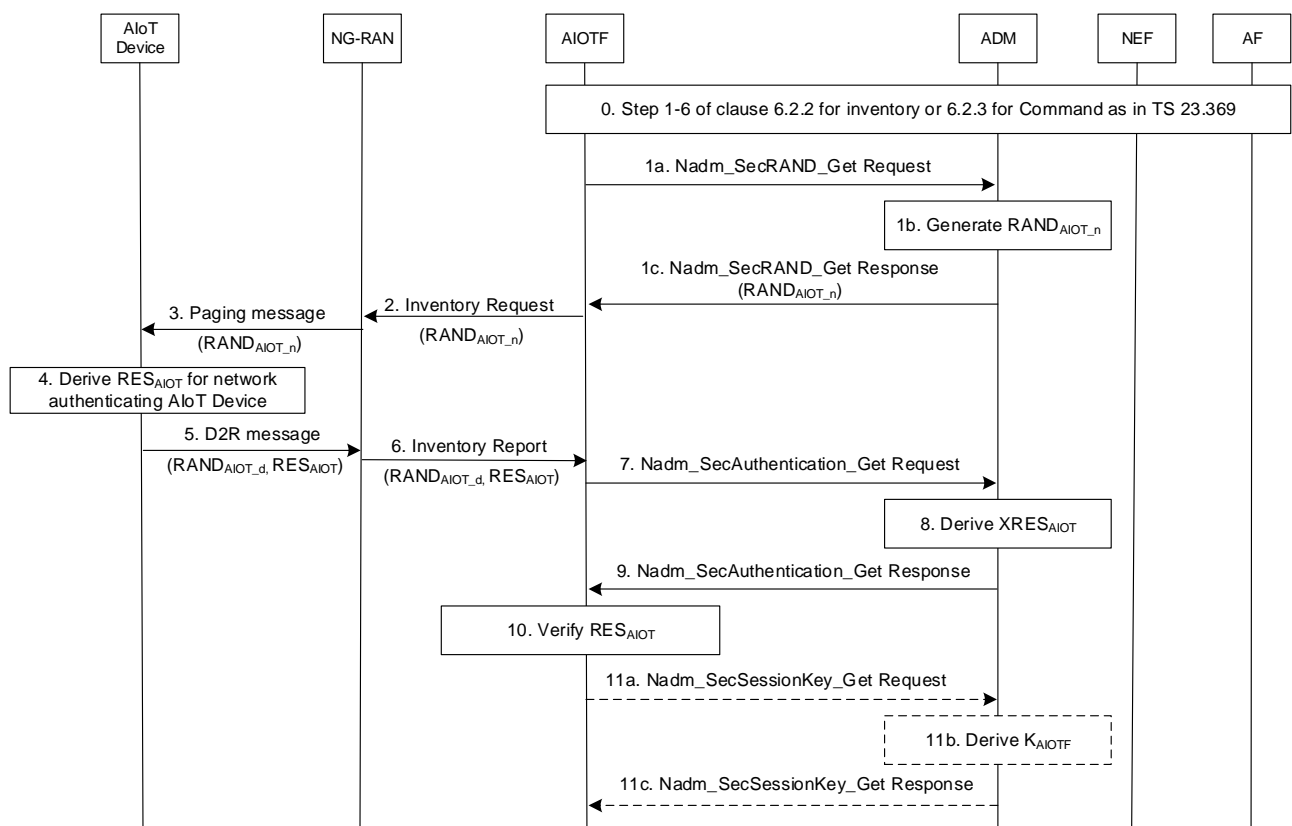 AIoT
Device
NG-RAN
AIOTF
ADM
NEF
AF
0. Step 1-6 of clause 6.2.2 for inventory or 6.2.3 for Command as in TS 23.369
1a. Nadm_SecRAND_Get Request
1b. Generate RANDAIOT_n
1c. Nadm_SecRAND_Get Response
(RANDAIOT_n)
2. Inventory Request
(RANDAIOT_n)
3. Paging message
(RANDAIOT_n)
4. Derive RESAIOT for network
authenticating AIoT Device
5. D2R message
(RANDAIOT_d, RESAIOT)
6. Inventory Report
(RANDAIOT_d, RESAIOT)
7. Nadm_SecAuthentication_Get Request
8. Derive XRESAIOT
9. Nadm_SecAuthentication_Get Response
10. Verify RESAIOT
11a. Nadm_SecSessionKey_Get Request
11b. Derive KAIOTF
11c. Nadm_SecSessionKey_Get Response